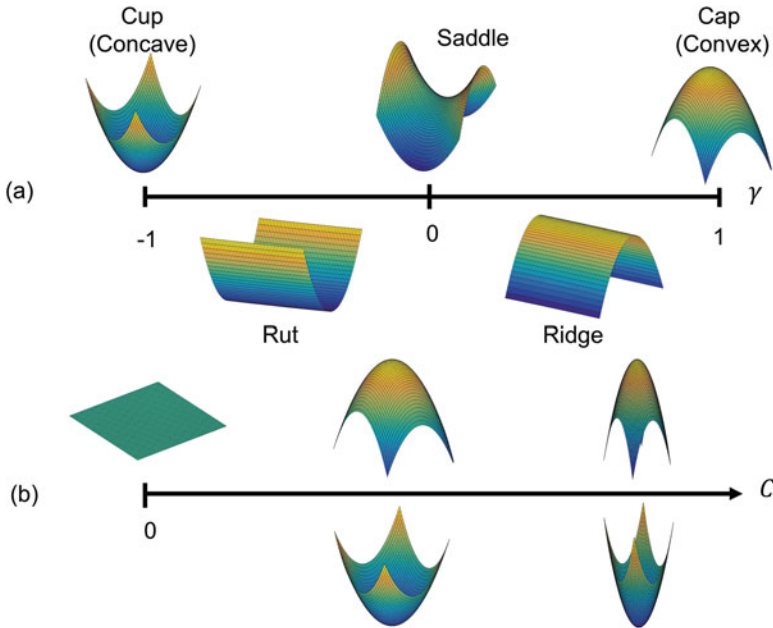 Cup
(Concave)
Saddle
Cap
(Convex)
(a)
γ
-1
0
1
Rut
Ridge
(b)
C
0